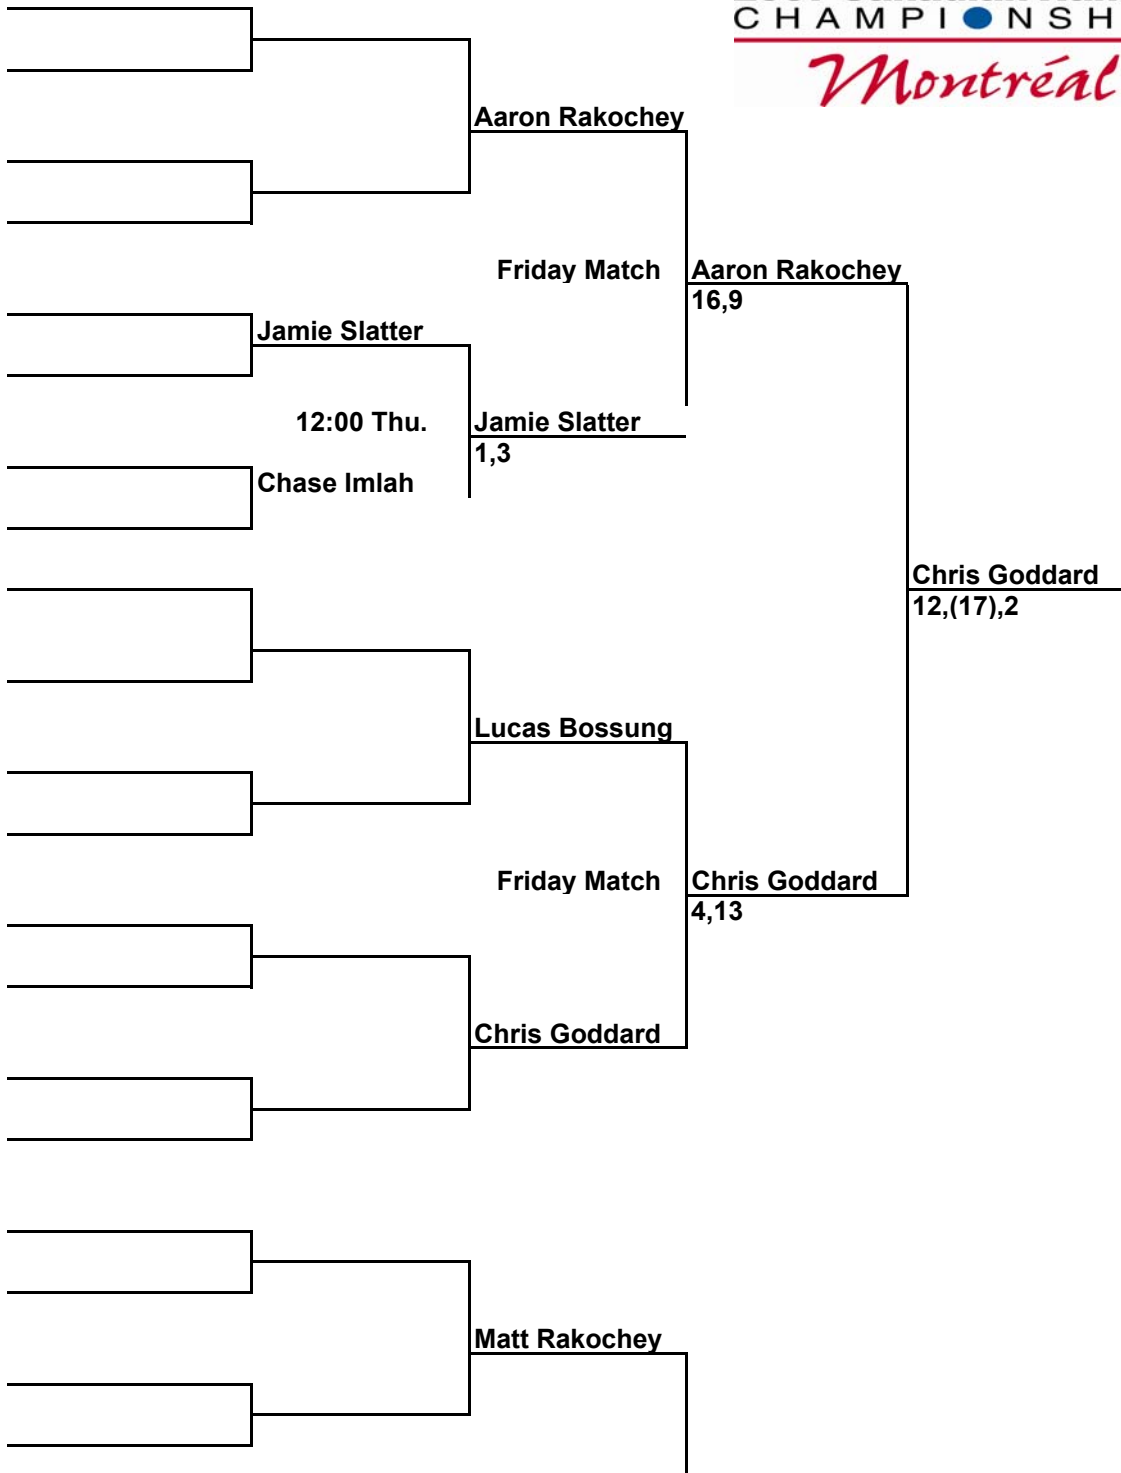 CHAMPIONSH
Montréal
Aaron Rakochey
Friday Match
Aaron Rakochey
16,9
Jamie Slatter
12:00 Thu.
Jamie Slatter
1,3
Chase Imlah
Chris Goddard
12,(17),2
Lucas Bossung
Friday Match
Chris Goddard
4,13
Chris Goddard
Matt Rakochey